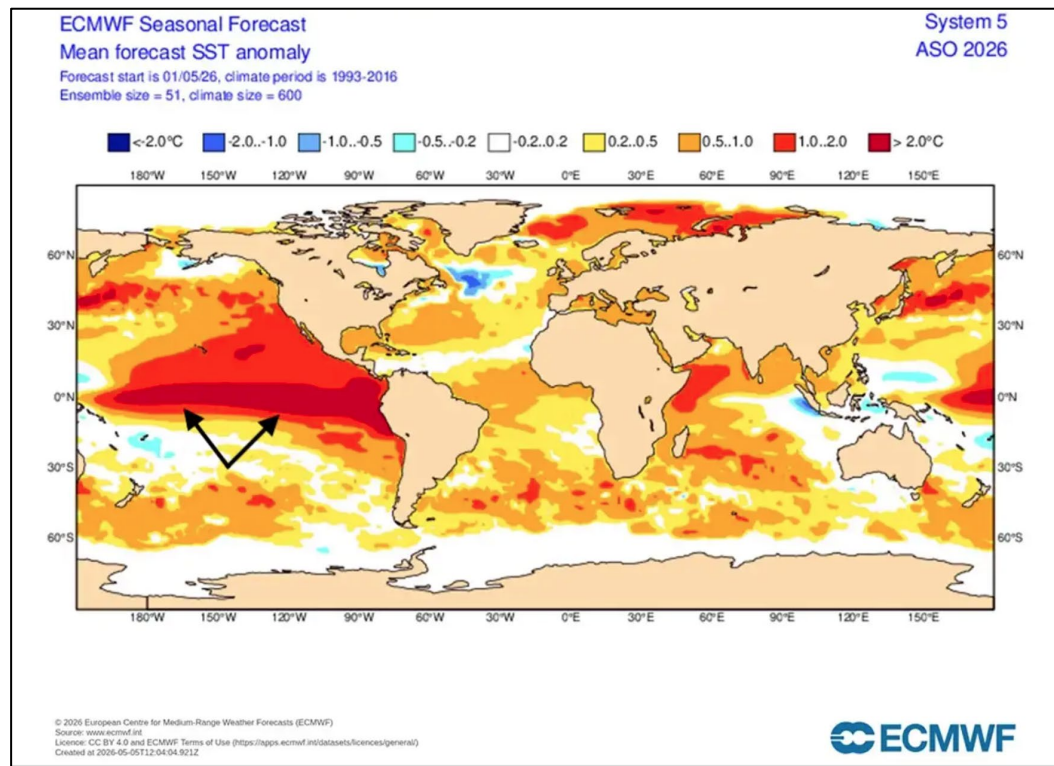 ECMWF Seasonal Forecast
Mean forecast SST anomaly
Forecast start is 01/05/26, climate period is 1993-2016
Ensemble size = 51, climate size = 600
System 5
ASO 2026
<-2.0°C -2.0..-1.0 -1.0..-0.5 -0.5..-0.2 -0.2..0.2 0.2..0.5 0.5..1.0 1.0..2.0 > 2.0°C
180°W 150°W 120°W 90°W 60°W 30°W 0°E 30°E 60°E 90°E 120°E 150°E
60°N 60°N
30°N 30°N
0°N 0°N
30°S 30°S
60°S 60°S
180°W 150°W 120°W 90°W 60°W 30°W 0°E 30°E 60°E 90°E 120°E 150°E
© 2026 European Centre for Medium-Range Weather Forecasts (ECMWF)
Source: www.ecmwf.int
Licence: CC BY 4.0 and ECMWF Terms of Use (https://apps.ecmwf.int/datasets/licences/general/)
Created at 2026-05-05T12:04:04.921Z
ECMWF